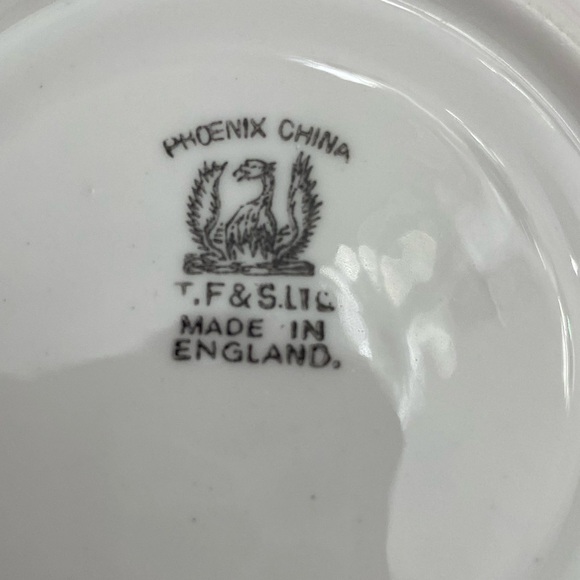 PHOENIX CHINA
T.F & S.LTD
MADE IN
ENGLAND.